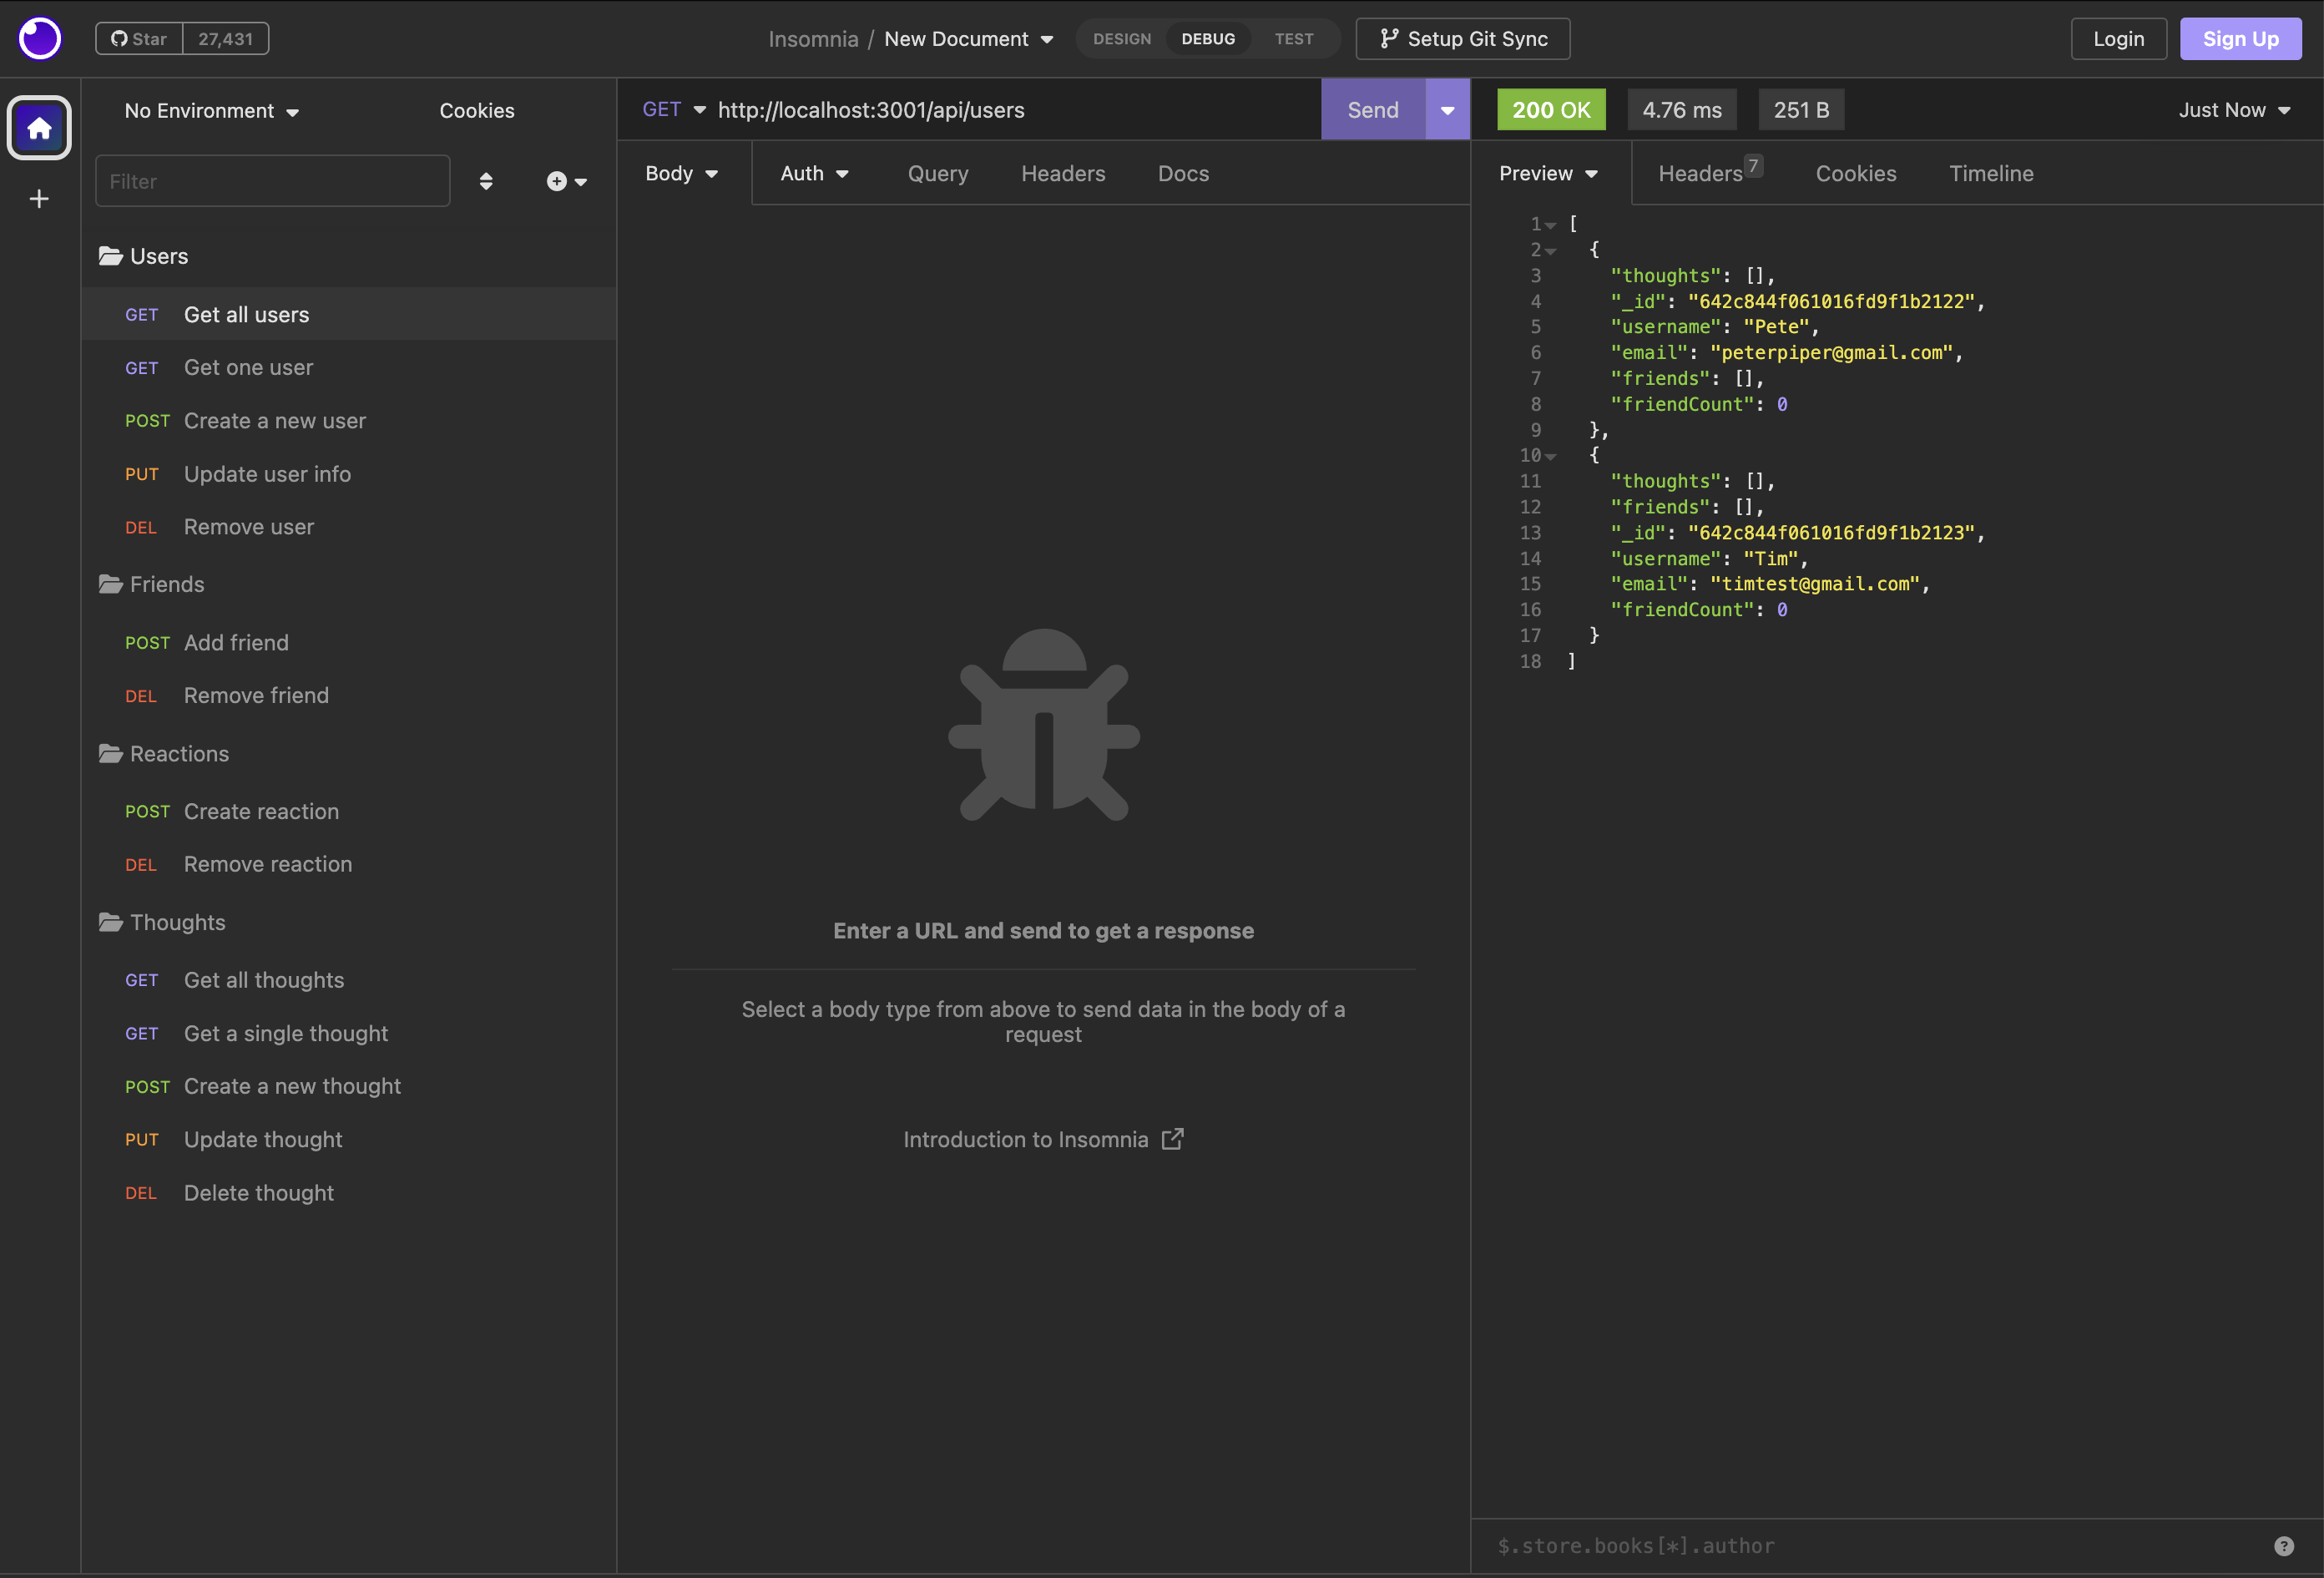 Star 27,431 Insomnia / New Document DESIGN DEBUG TEST Setup Git Sync Login Sign Up
No Environment Cookies
Filter
Users
GET Get all users
GET Get one user
POST Create a new user
PUT Update user info
DEL Remove user
Friends
POST Add friend
DEL Remove friend
Reactions
POST Create reaction
DEL Remove reaction
Thoughts
GET Get all thoughts
GET Get a single thought
POST Create a new thought
PUT Update thought
DEL Delete thought
GET http://localhost:3001/api/users Send
Body Auth Query Headers Docs
Enter a URL and send to get a response
Select a body type from above to send data in the body of a
request
Introduction to Insomnia
200 OK 4.76 ms 251 B Just Now
Preview Headers 7 Cookies Timeline
1 [
2 {
3 "thoughts": [],
4 "_id": "642c844f061016fd9f1b2122",
5 "username": "Pete",
6 "email": "peterpiper@gmail.com",
7 "friends": [],
8 "friendCount": 0
9 },
10 {
11 "thoughts": [],
12 "friends": [],
13 "_id": "642c844f061016fd9f1b2123",
14 "username": "Tim",
15 "email": "timtest@gmail.com",
16 "friendCount": 0
17 }
18 ]
$.store.books[*].author ?